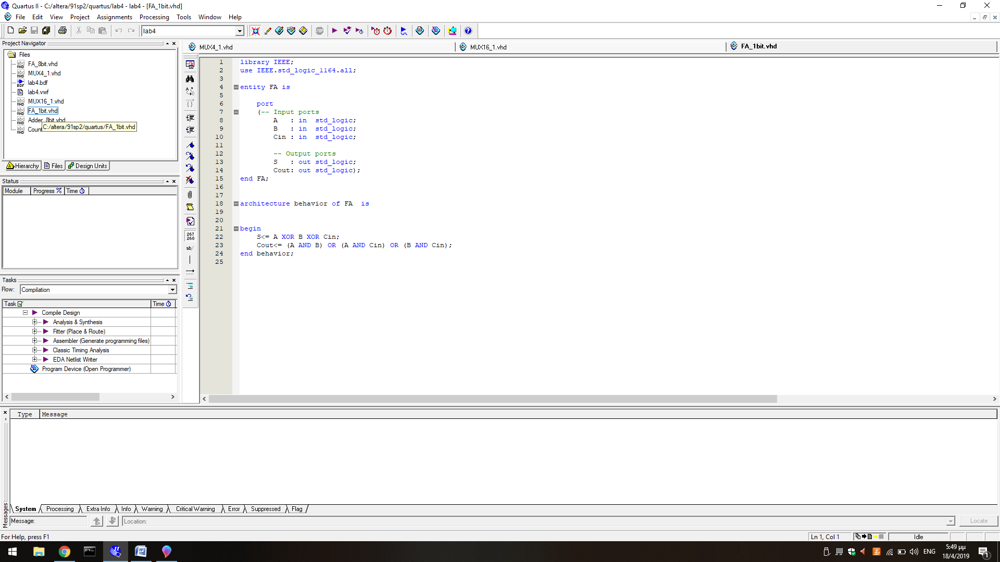 Quartus II - C:/altera/91sp2/quartus/lab4 - lab4 - [FA_1bit.vhd]
File Edit View Project Assignments Processing Tools Window Help
lab4
STOP
Project Navigator
Files
FA_8bit.vhd
MUX4_1.vhd
lab4.bdf
lab4.vwf
MUX16_1.vhd
FA_1bit.vhd
Adder_8bit.vhd
Count
C:/altera/91sp2/quartus/FA_1bit.vhd
Hierarchy Files Design Units
Status
Module Progress % Time
Tasks
Flow: Compilation
Task Time
Compile Design
Analysis & Synthesis
Fitter (Place & Route)
Assembler (Generate programming files)
Classic Timing Analysis
EDA Netlist Writer
Program Device (Open Programmer)
267
268
ab/
MUX4_1.vhd MUX16_1.vhd FA_1bit.vhd
1 library IEEE;
2 use IEEE.std_logic_1164.all;
3
4 entity FA is
5
6 port
7 (-- Input ports
8 A : in std_logic;
9 B : in std_logic;
10 Cin : in std_logic;
11
12 -- Output ports
13 S : out std_logic;
14 Cout: out std_logic);
15 end FA;
16
17
18 architecture behavior of FA is
19
20
21 begin
22 S<= A XOR B XOR Cin;
23 Cout<= (A AND B) OR (A AND Cin) OR (B AND Cin);
24 end behavior;
25
Type Message
Messages
System Processing Extra Info Info Warning Critical Warning Error Suppressed Flag
Message: Location: Locate
For Help, press F1
Ln 1, Col 1 Idle
ENG
5:49 μμ
18/4/2019
1